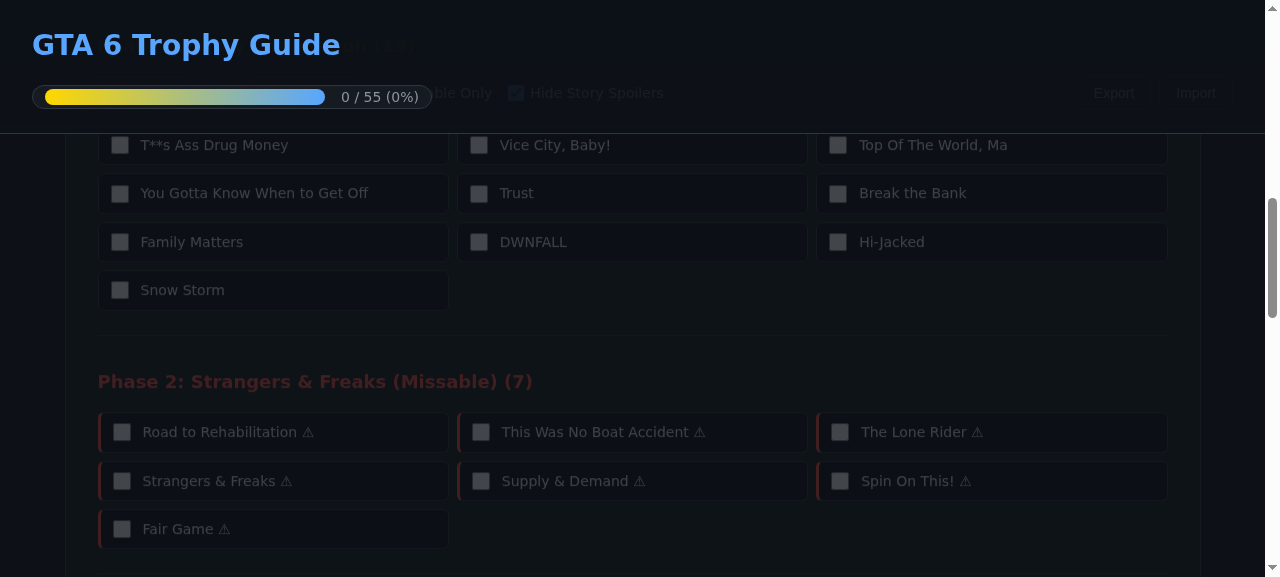 GTA 6 Trophy Guide
0 / 55 (0%)
ble Only Hide Story Spoilers Export Import
T**s Ass Drug Money Vice City, Baby! Top Of The World, Ma
You Gotta Know When to Get Off Trust Break the Bank
Family Matters DWNFALL Hi-Jacked
Snow Storm
Phase 2: Strangers & Freaks (Missable) (7)
Road to Rehabilitation ⚠ This Was No Boat Accident ⚠ The Lone Rider ⚠
Strangers & Freaks ⚠ Supply & Demand ⚠ Spin On This! ⚠
Fair Game ⚠